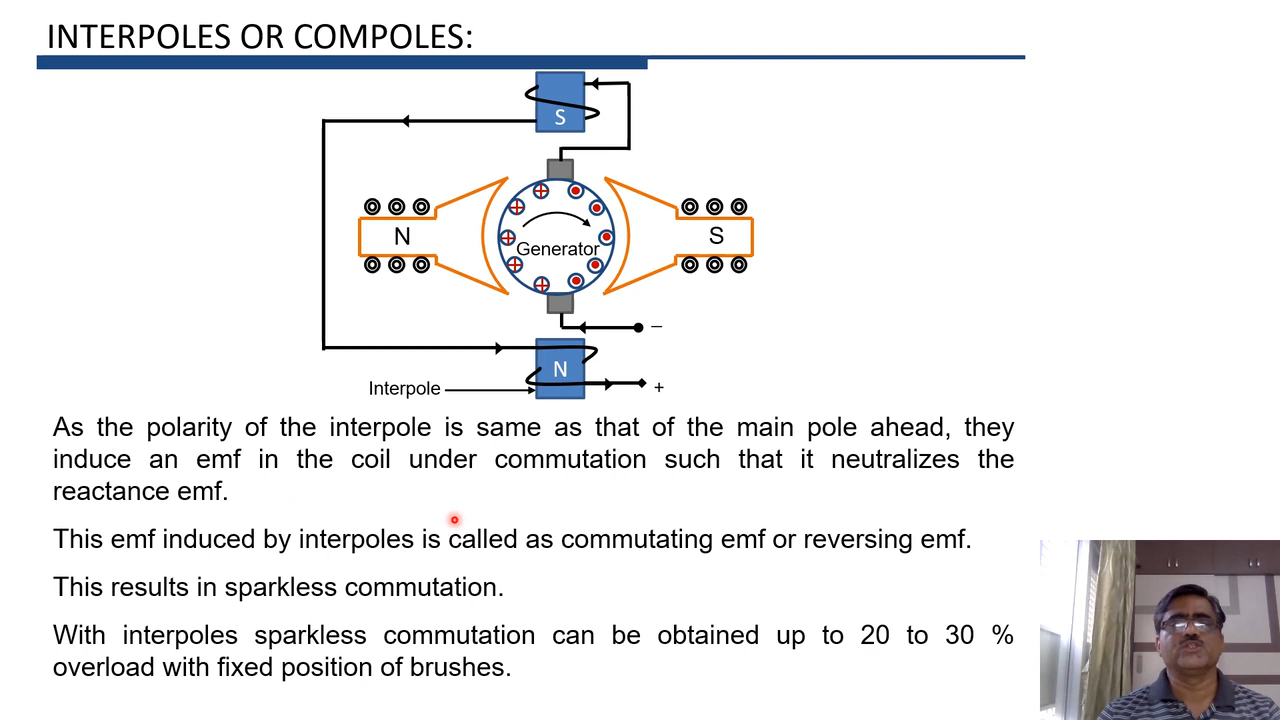 INTERPOLES OR COMPOLES:
S
N
Generator
S
−
N
Interpole
+
As the polarity of the interpole is same as that of the main pole ahead, they
induce an emf in the coil under commutation such that it neutralizes the
reactance emf.
This emf induced by interpoles is called as commutating emf or reversing emf.
This results in sparkless commutation.
With interpoles sparkless commutation can be obtained up to 20 to 30 %
overload with fixed position of brushes.